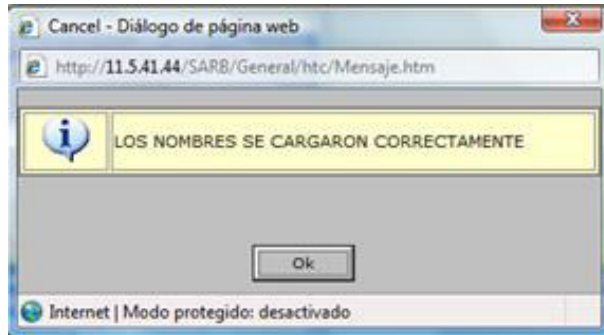 Cancel - Diálogo de página web
http://11.5.41.44/SARB/General/htc/Mensaje.htm
LOS NOMBRES SE CARGARON CORRECTAMENTE
Ok
Internet | Modo protegido: desactivado